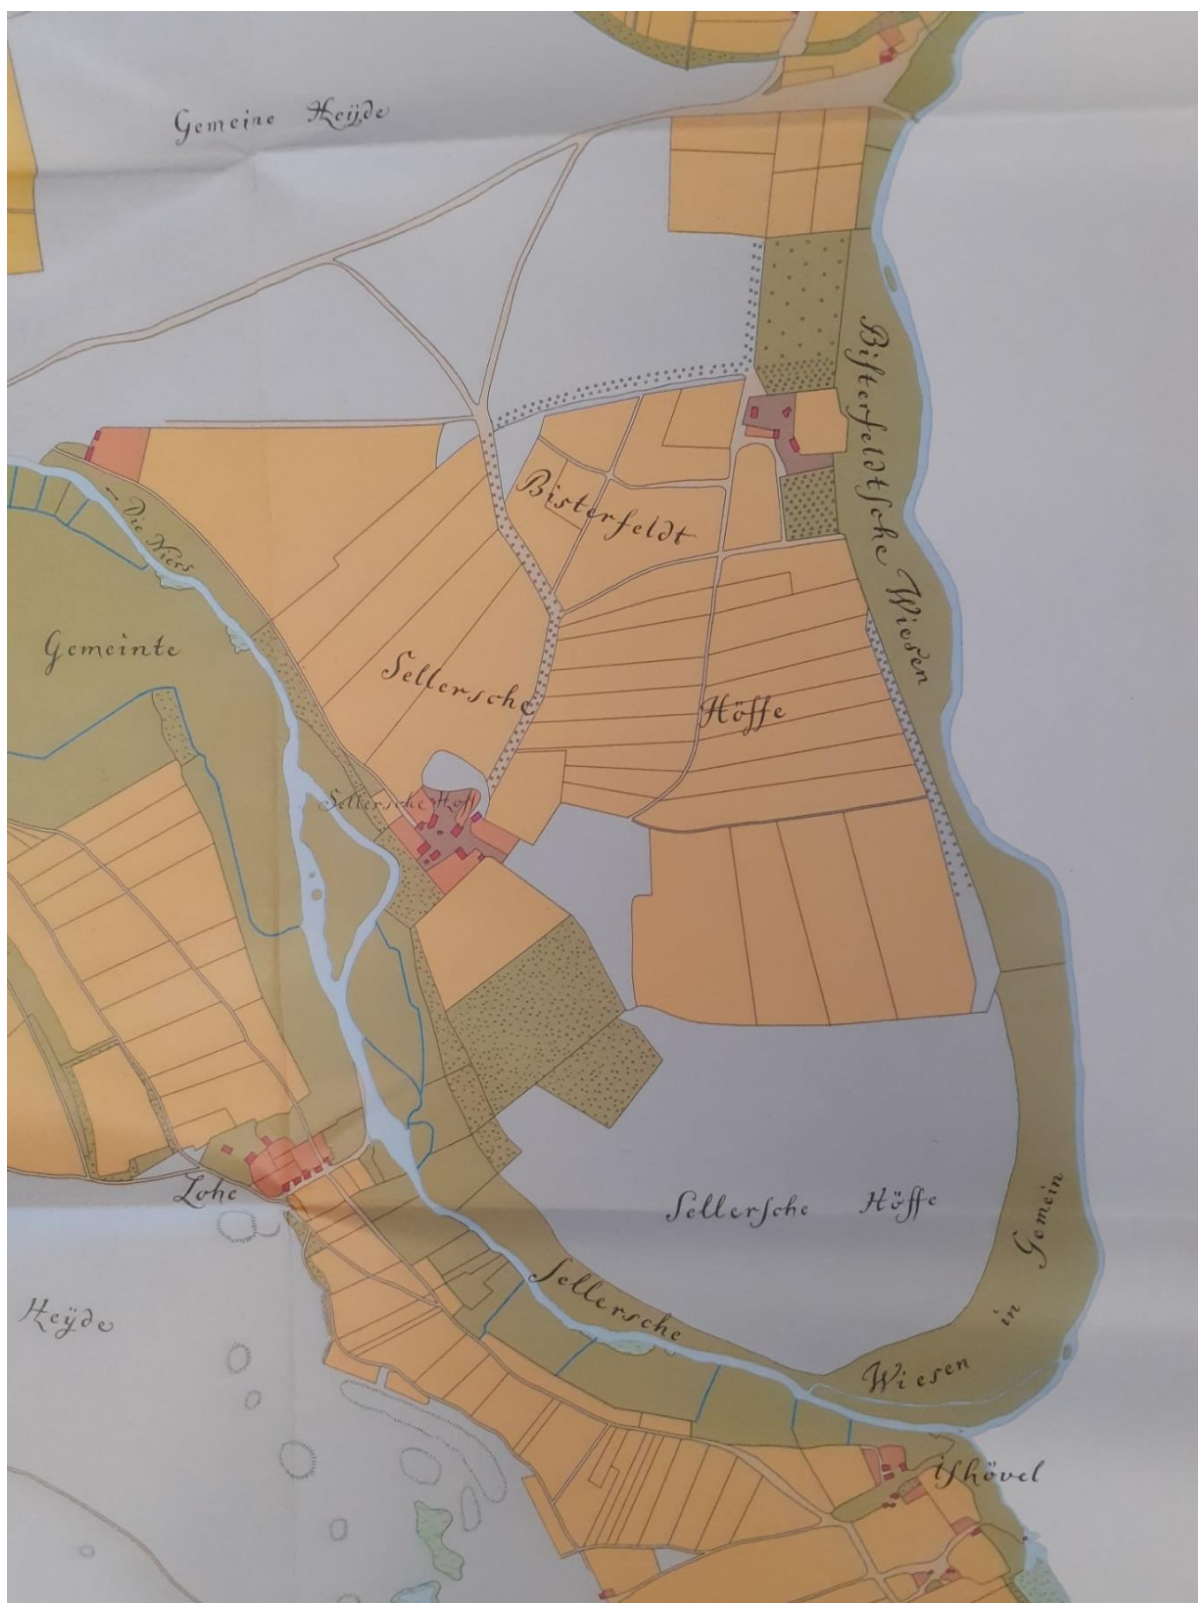 Gemeine Heÿde
Bisterfeldtsche Wiesen
Bisterfeldt
Die Niers
Gemeinte
Sellersche Höffe
Sellersche Hoff
Sellersche Höffe
Lohe
Gemein
in
Sellersche
Wiesen
Heÿde
Ishövel